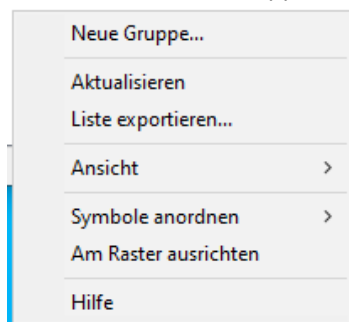 Neue Gruppe...
Aktualisieren
Liste exportieren...
Ansicht
Symbole anordnen
Am Raster ausrichten
Hilfe